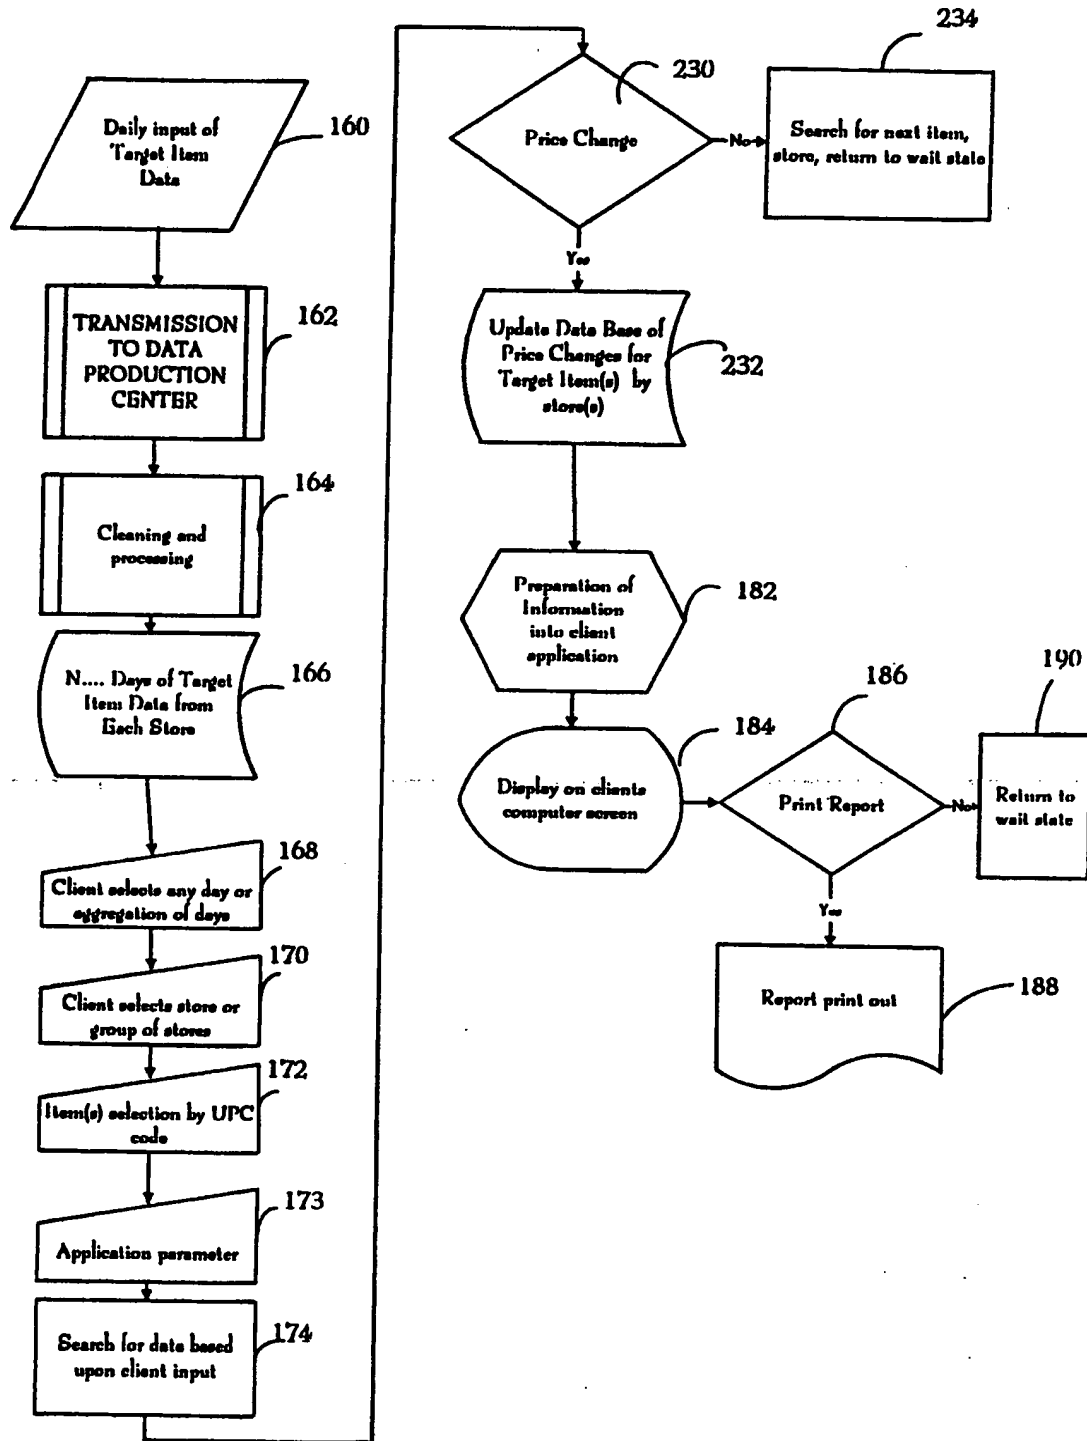 Daily input of
Target Item
Data
160
TRANSMISSION
TO DATA
PRODUCTION
CENTER
162
Cleaning and
processing
164
N.... Days of Target
Item Data from
Each Store
166
Client selects any day or
aggregation of days
168
Client selects store or
group of stores
170
Item(s) selection by UPC
code
172
Application parameter
173
Search for data based
upon client input
174
Price Change
230
No
Search for next item,
store, return to wait state
234
Yes
Update Data Base of
Price Changes for
Target Item(s) by
store(s)
232
Preparation of
Information
into client
application
182
Display on clients
computer screen
184
Print Report
186
No
Return to
wait state
190
Yes
Report print out
188